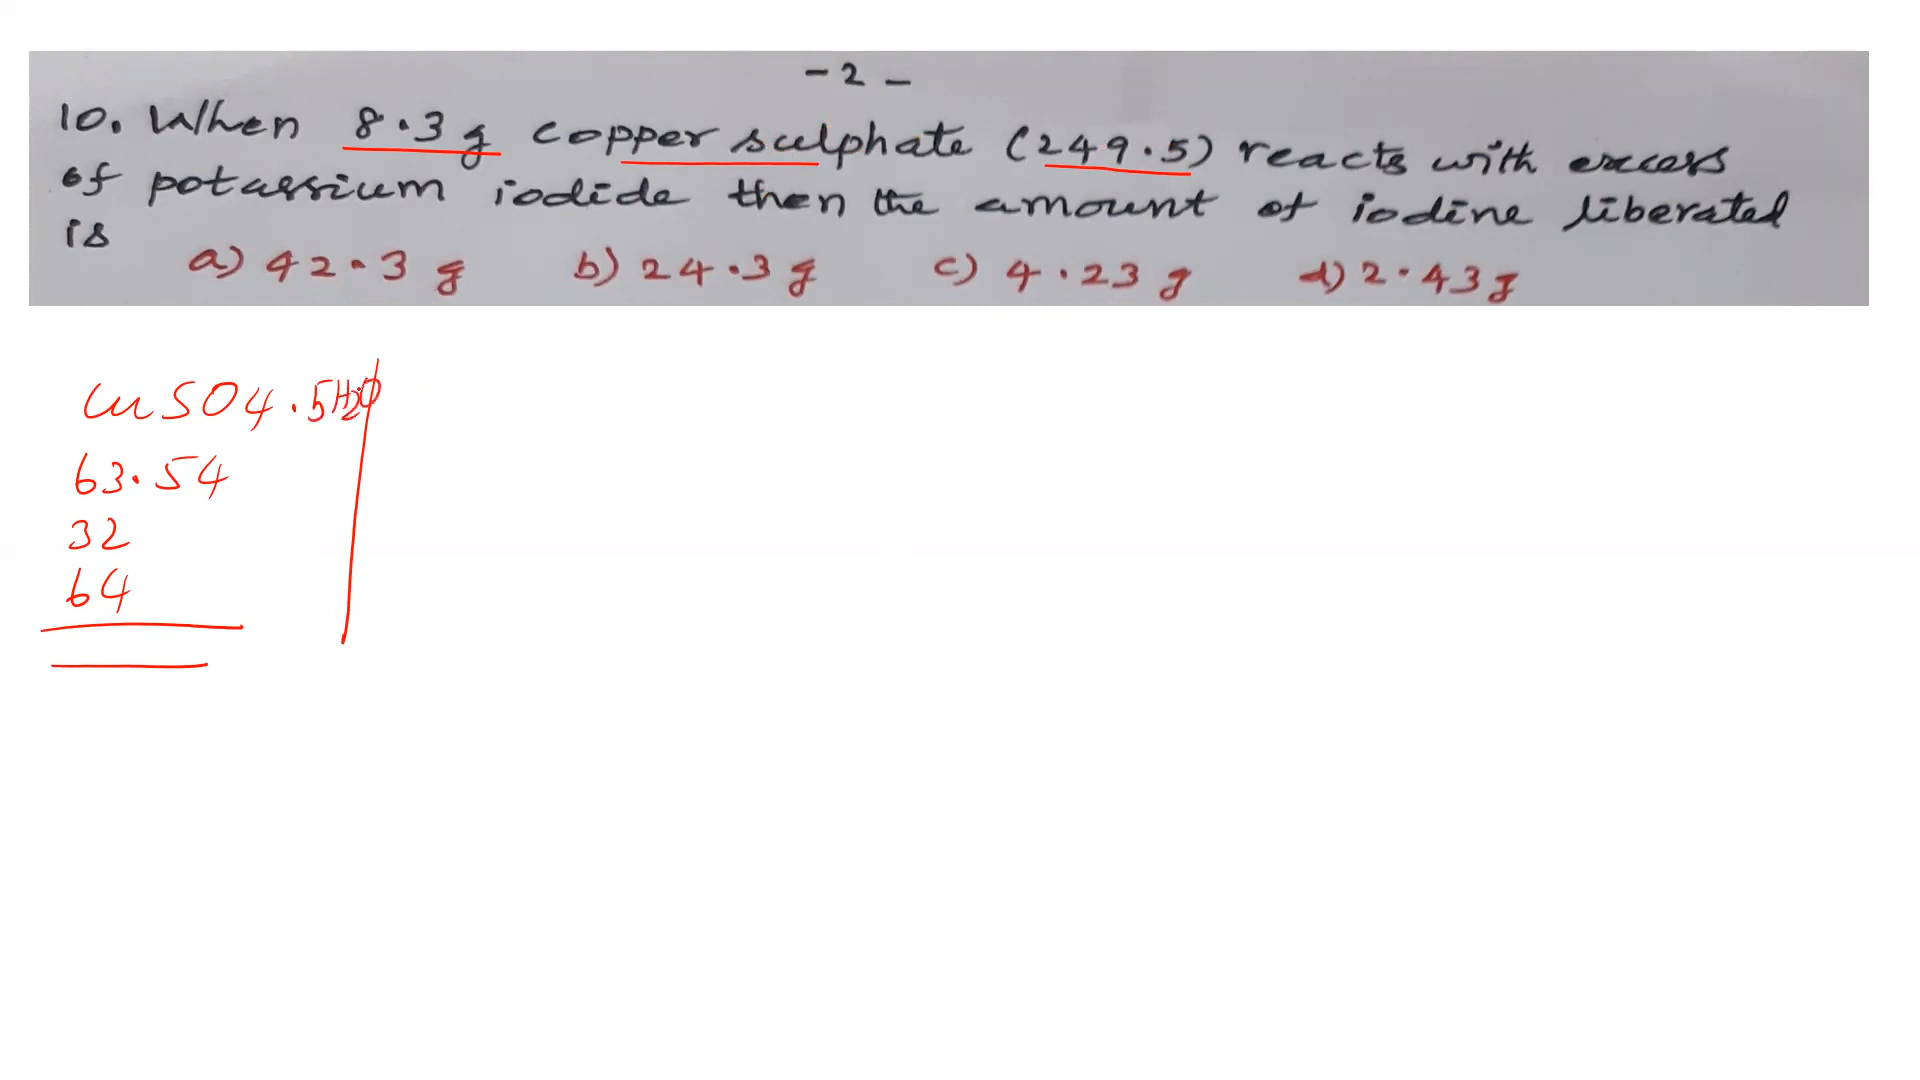 - 2 -
10. When 8.3 g copper sulphate (249.5) reacts with excess
of potassium iodide then the amount of iodine liberated
is
a) 42.3 g b) 24.3 g c) 4.23 g d) 2.43 g
CuSO4.5H2O
63.54
32
64